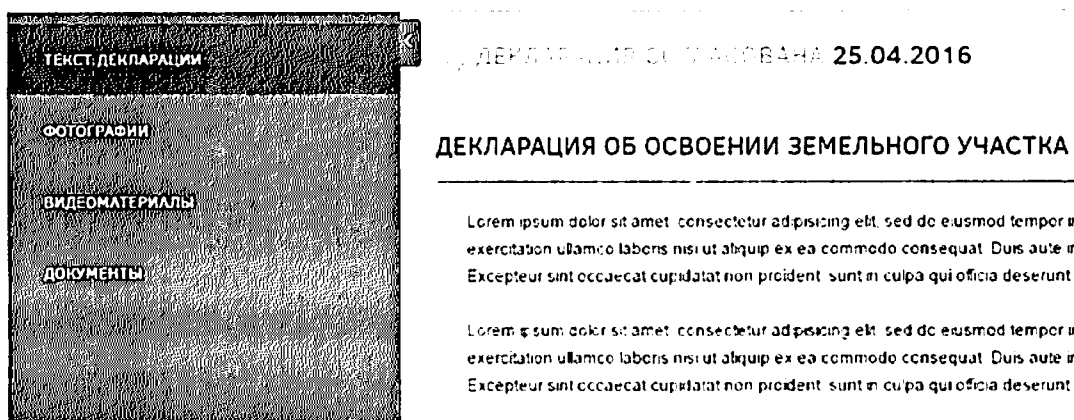 ТЕКСТ ДЕКЛАРАЦИИ
ФОТОГРАФИИ
ВИДЕОМАТЕРИАЛЫ
ДОКУМЕНТЫ
ДЕКЛАРАЦИЯ СОГЛАСОВАНА 25.04.2016
ДЕКЛАРАЦИЯ ОБ ОСВОЕНИИ ЗЕМЕЛЬНОГО УЧАСТКА
Lorem ipsum dolor sit amet, consectetur adipisicing elit, sed do eiusmod tempor
exercitation ullamco laboris nisi ut aliquip ex ea commodo consequat. Duis aute
Excepteur sint occaecat cupidatat non proident, sunt in culpa qui officia deserunt
Lorem ipsum dolor sit amet, consectetur adipisicing elit, sed do eiusmod tempor
exercitation ullamco laboris nisi ut aliquip ex ea commodo consequat. Duis aute
Excepteur sint occaecat cupidatat non proident, sunt in culpa qui officia deserunt